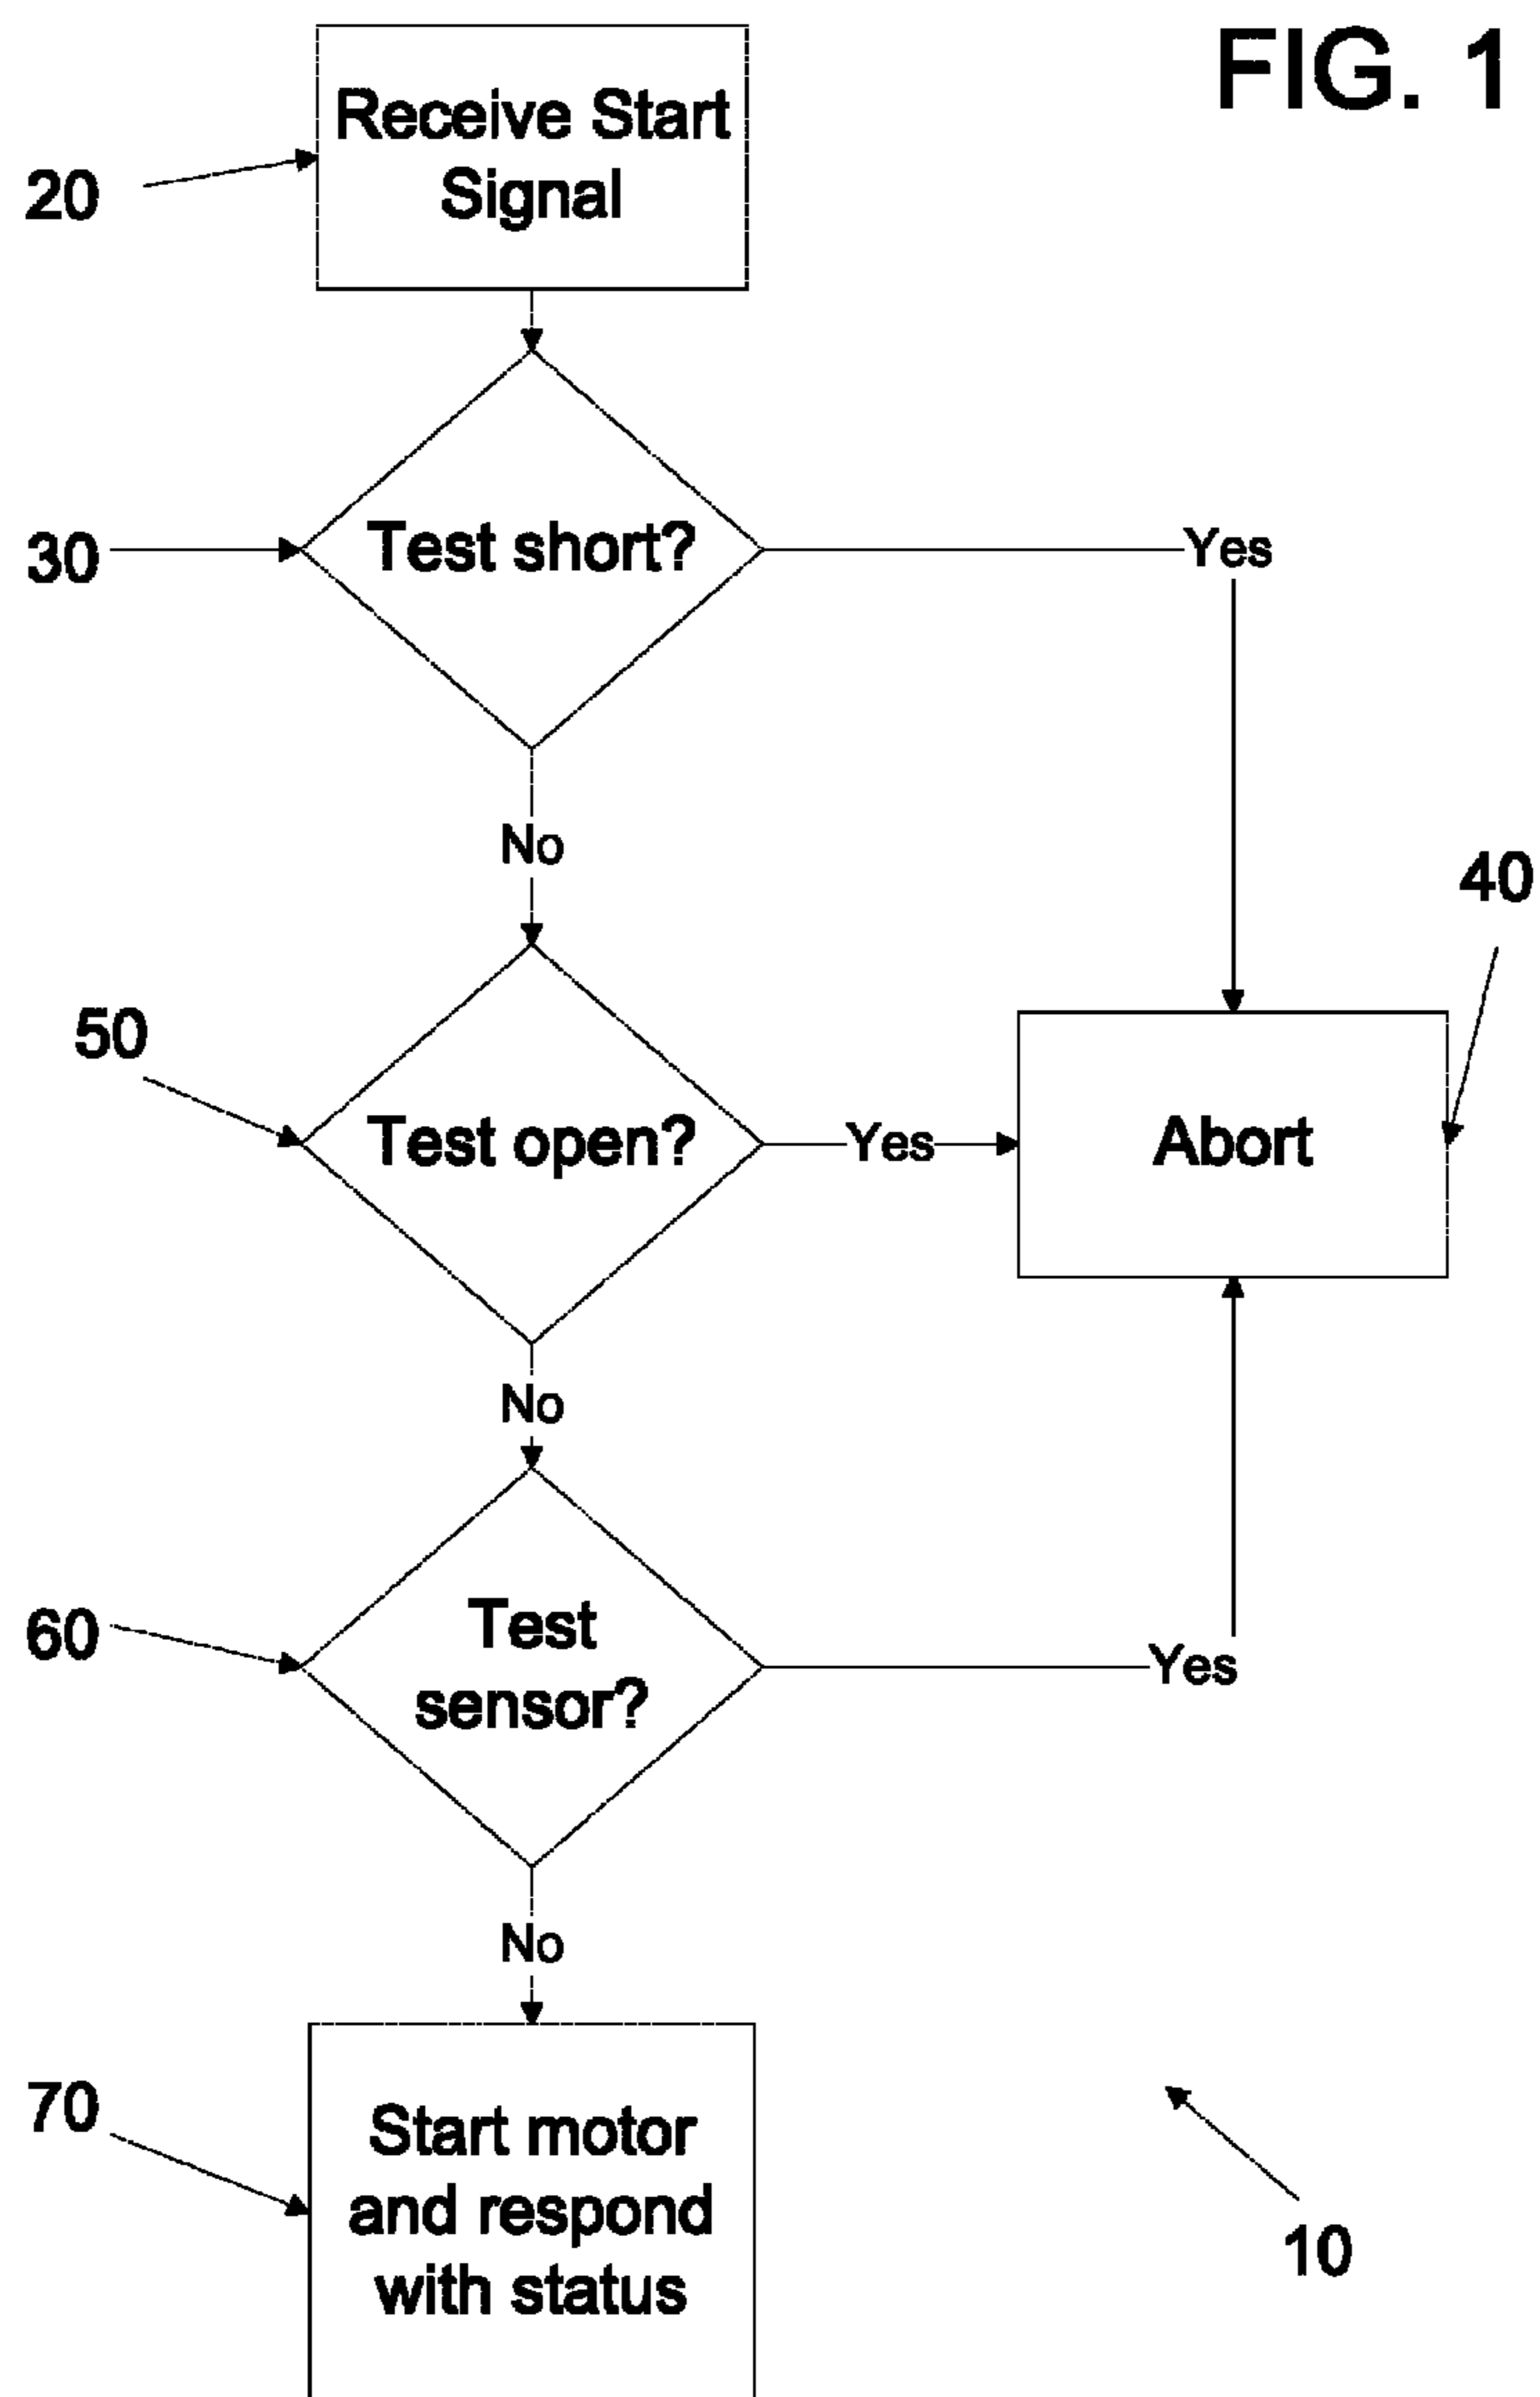 FIG. 1
Receive Start
Signal
20
Test short?
30
Yes
No
40
50
Test open?
Yes
Abort
No
60
Test
sensor?
Yes
No
70
Start motor
and respond
with status
10